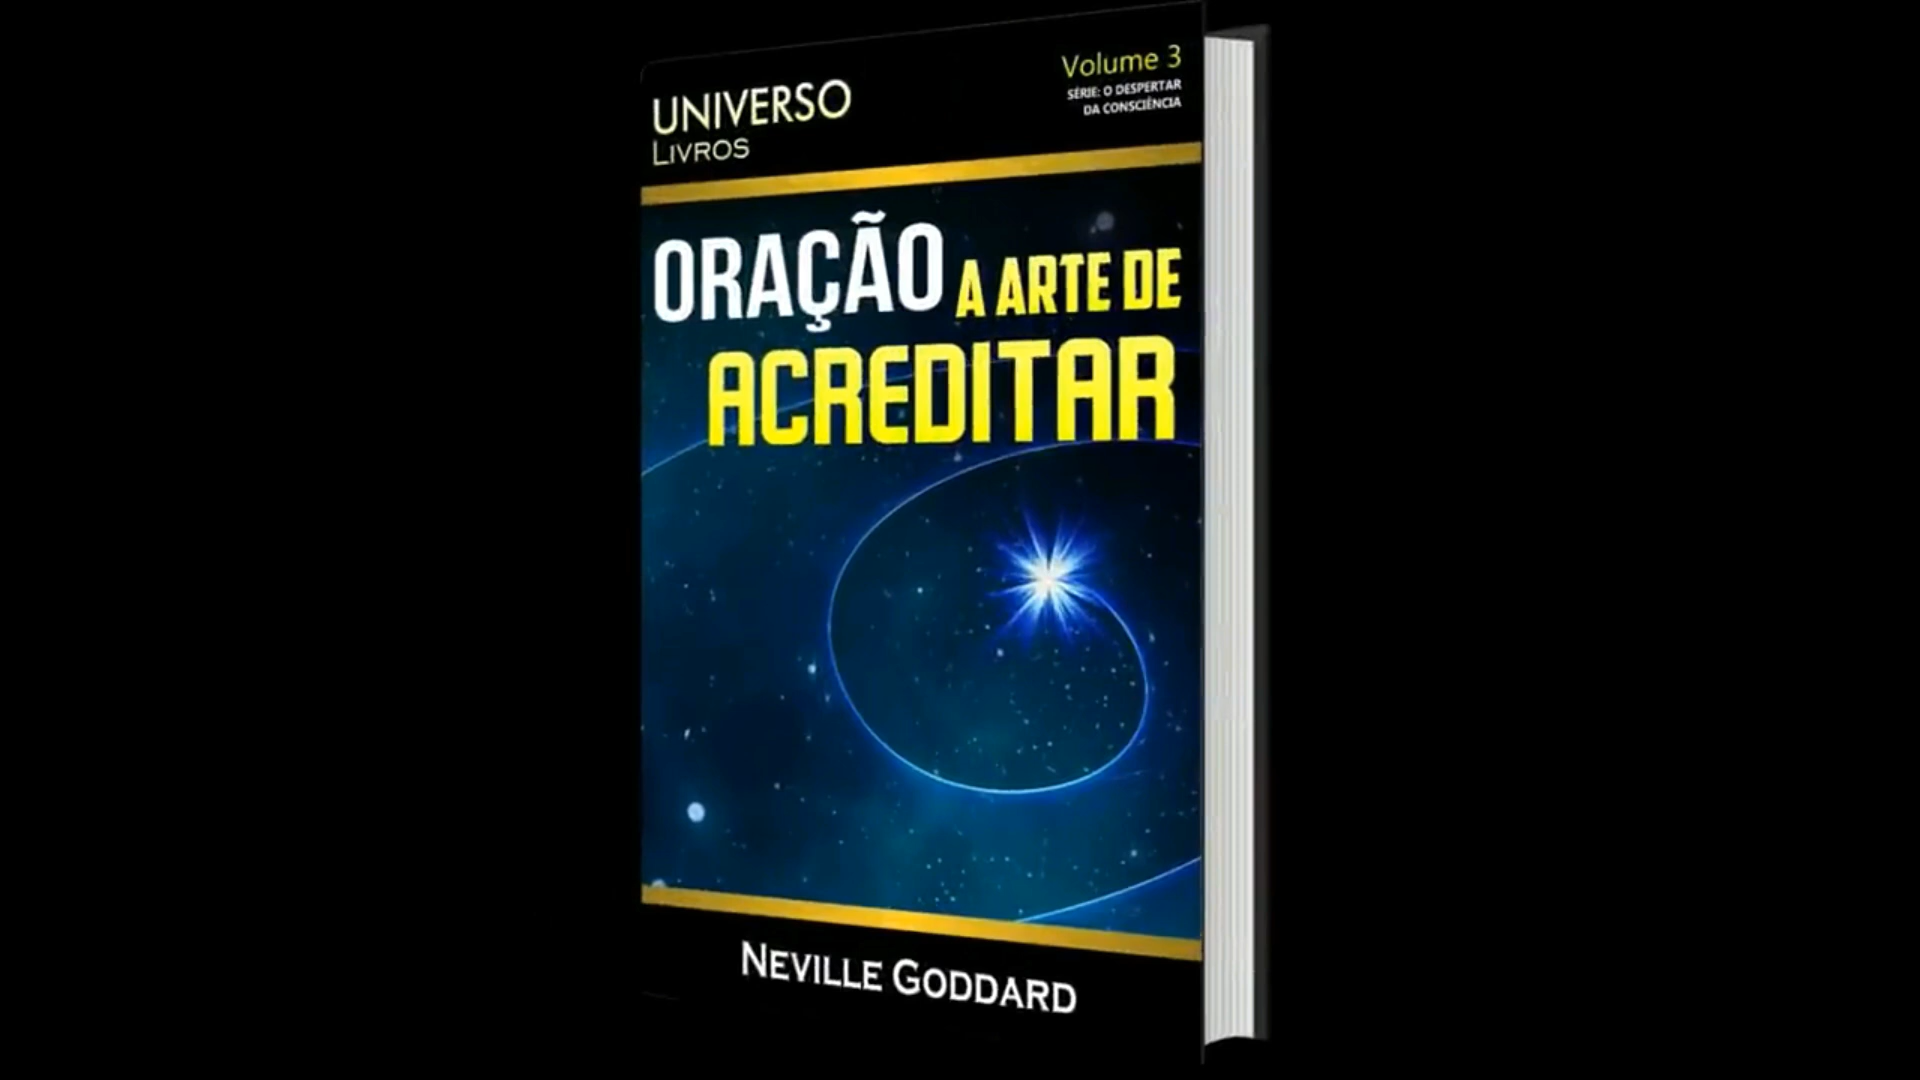 UNIVERSO
LIVROS
Volume 3
SÉRIE: O DESPERTAR
DA CONSCIÊNCIA
ORAÇÃO A ARTE DE
ACREDITAR
NEVILLE GODDARD